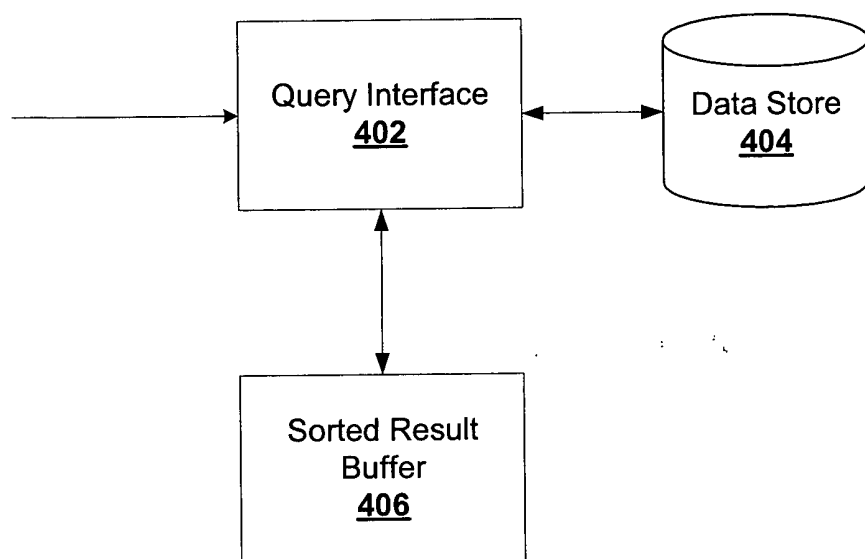 Query Interface
402
Data Store
404
Sorted Result
Buffer
406